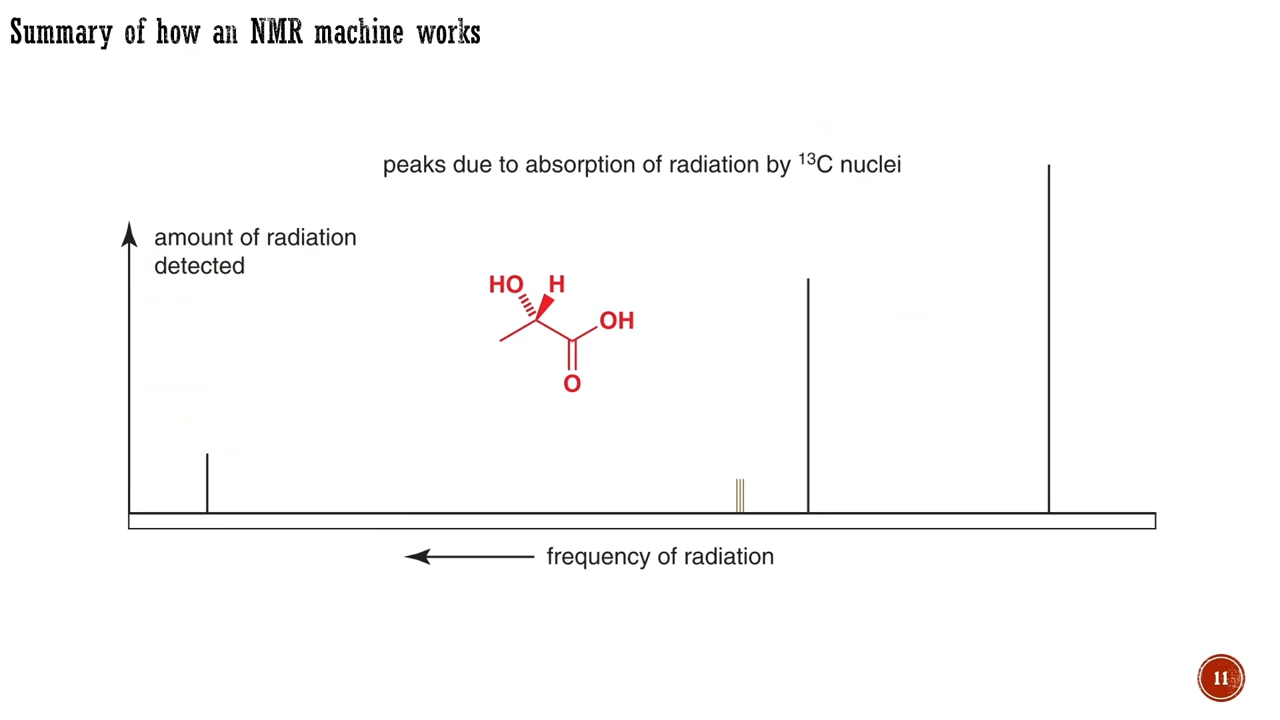 Summary of how an NMR machine works
peaks due to absorption of radiation by ¹³C nuclei
amount of radiation
detected
HO H
OH
O
frequency of radiation
11